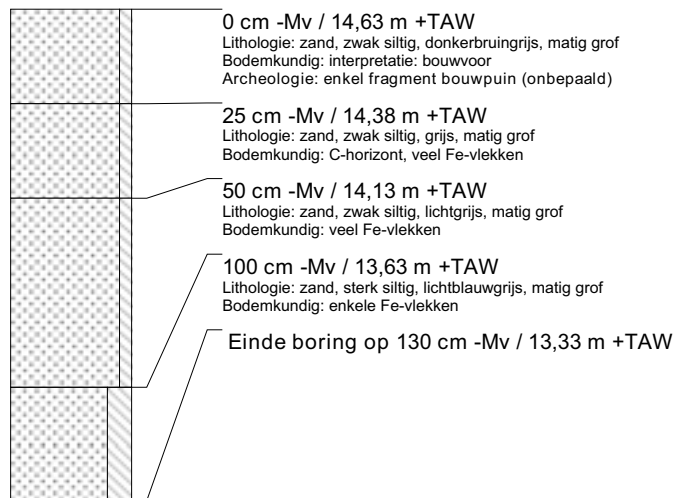 0 cm -Mv / 14,63 m +TAW
Lithologie: zand, zwak siltig, donkerbruingrijs, matig grof
Bodemkundig: interpretatie: bouwvoor
Archeologie: enkel fragment bouwpuin (onbepaald)
25 cm -Mv / 14,38 m +TAW
Lithologie: zand, zwak siltig, grijs, matig grof
Bodemkundig: C-horizont, veel Fe-vlekken
50 cm -Mv / 14,13 m +TAW
Lithologie: zand, zwak siltig, lichtgrijs, matig grof
Bodemkundig: veel Fe-vlekken
100 cm -Mv / 13,63 m +TAW
Lithologie: zand, sterk siltig, lichtblauwgrijs, matig grof
Bodemkundig: enkele Fe-vlekken
Einde boring op 130 cm -Mv / 13,33 m +TAW